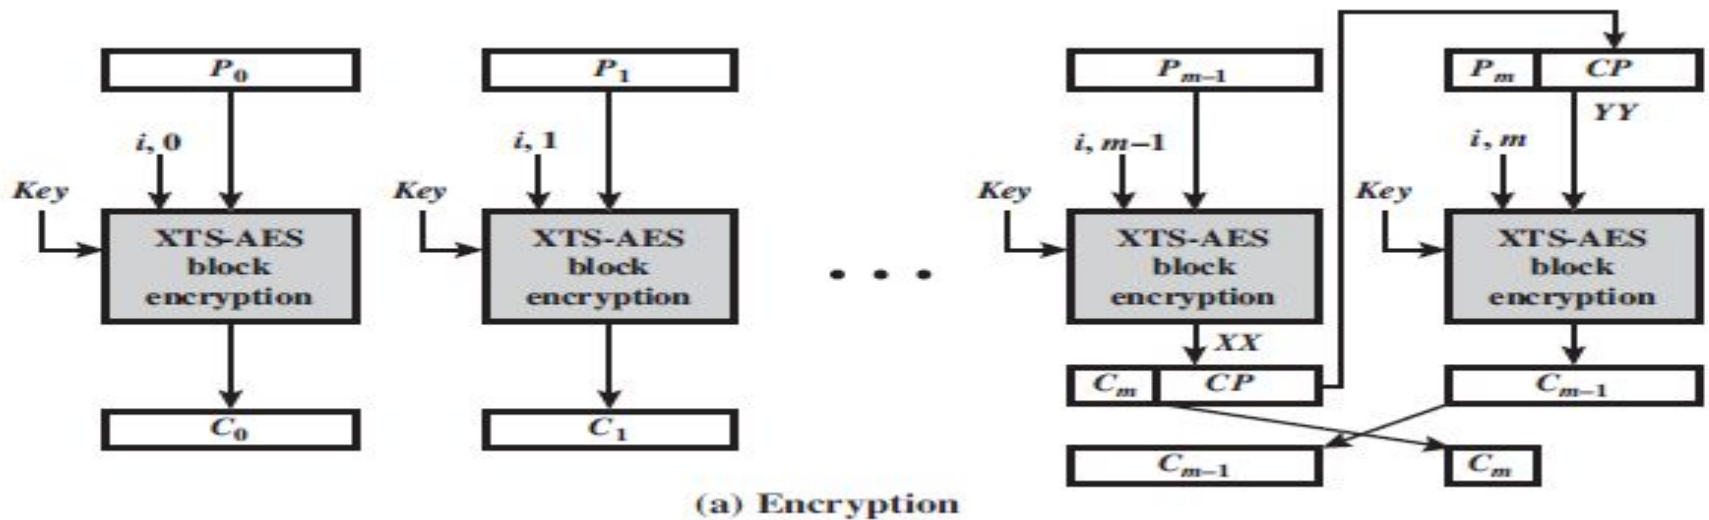 P₀ P₁ Pₘ₋₁ Pₘ CP
YY
i, 0 i, 1 i, m–1 i, m
Key Key Key Key
XTS-AES XTS-AES XTS-AES XTS-AES
block block block block
encryption encryption • • • encryption encryption
XX
Cₘ CP Cₘ₋₁
C₀ C₁ Cₘ₋₁ Cₘ
(a) Encryption